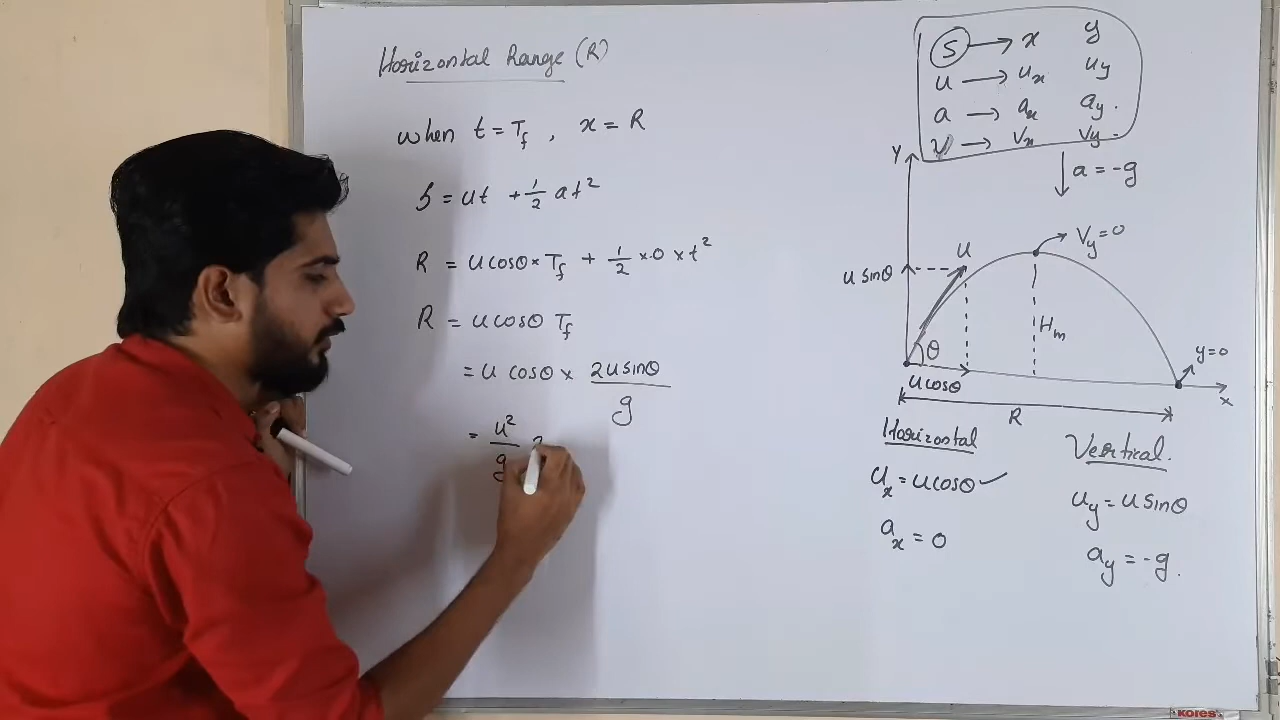 Horizontal Range (R)
when t = T_f , x = R
S = ut + 1/2 at²
R = u cosθ × T_f + 1/2 × 0 × t²
R = u cosθ T_f
= u cosθ × 2u sinθ / g
= u² / g
S → x y
u → u_x u_y
a → a_x a_y .
v → v_x v_y .
Y
↓ a = -g
u
V_y = 0
u sinθ
H_m
θ
y = 0
u cosθ
x
R
Horizontal
u_x = u cosθ ✓
a_x = 0
Vertical.
u_y = u sinθ
a_y = -g .
KORES